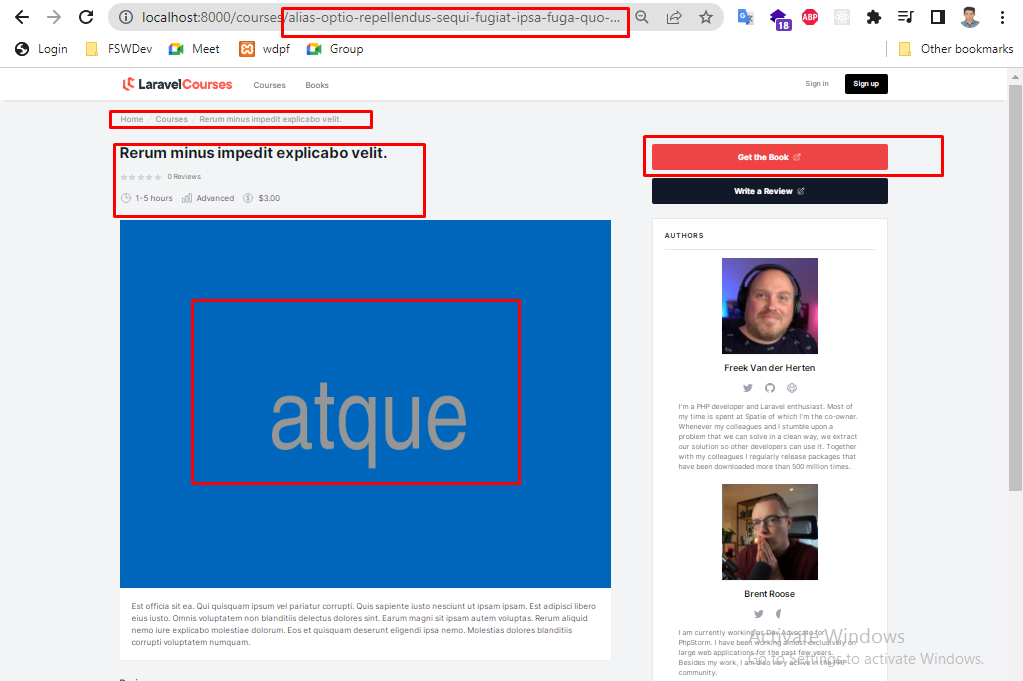 localhost:8000/courses/alias-optio-repellendus-sequi-fugiat-ipsa-fuga-quo-...
18
ABP
Login FSWDev Meet wdpf Group Other bookmarks
LaravelCourses Courses Books Sign in Sign up
Home / Courses / Rerum minus impedit explicabo velit.
Rerum minus impedit explicabo velit.
0 Reviews
1-5 hours Advanced $3.00
atque
Est officia sit ea. Qui quisquam ipsum vel pariatur corrupti. Quis sapiente iusto nesciunt ut ipsam ipsam. Est adipisci libero
eius iusto. Omnis voluptatem non blanditiis delectus dolores sint. Earum magni sit ipsam autem voluptas. Rerum aliquid
nemo iure explicabo molestiae dolorum. Eos et quisquam deserunt eligendi ipsa nemo. Molestias dolores blanditiis
corrupti voluptatem numquam.
Get the Book
Write a Review
AUTHORS
Freek Van der Herten
I'm a PHP developer and Laravel enthusiast. Most of
my time is spent at Spatie of which I'm the co-owner.
Whenever my colleagues and I stumble upon a
problem that we can solve in a clean way, we extract
our solution so other developers can use it. Together
with my colleagues I regularly release packages that
have been downloaded more than 500 million times.
Brent Roose
I am currently working as Dev Advocate for
PhpStorm. I have been working almost exclusively on
large web applications for the past few years.
Besides my work, I am also very active in the PHP
community.
Activate Windows
Go to Settings to activate Windows.